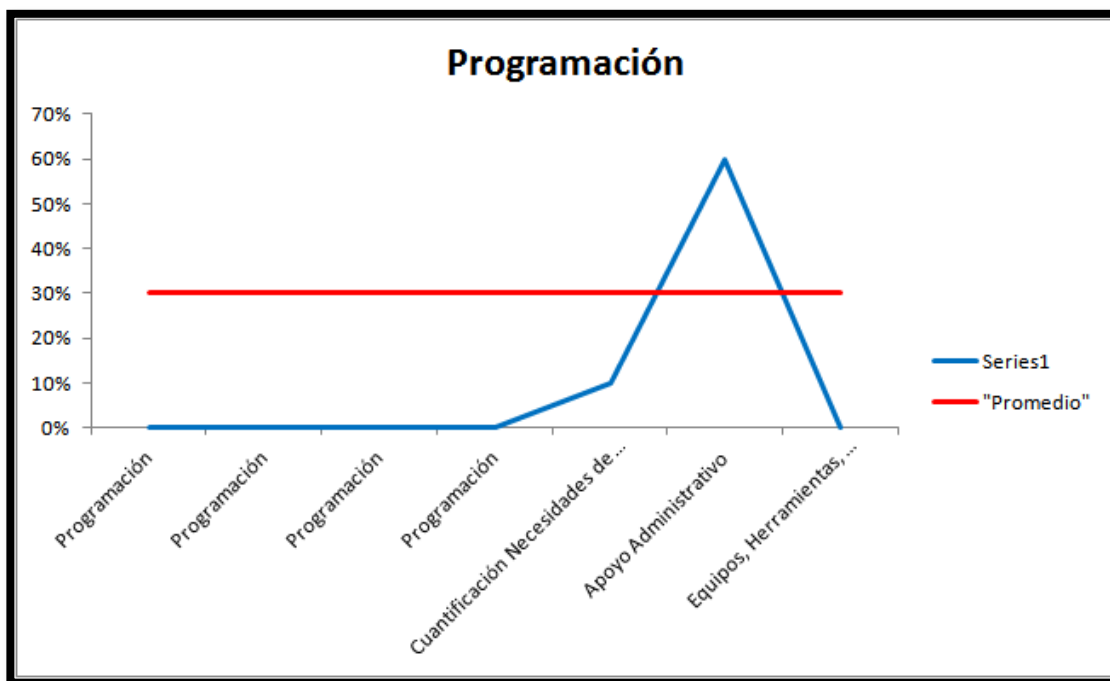 Programación
70%
60%
50%
40%
30%
20%
10%
0%
Programación
Programación
Programación
Programación
Cuantificación Necesidades de...
Apoyo Administrativo
Equipos, Herramientas, ...
Series1
"Promedio"